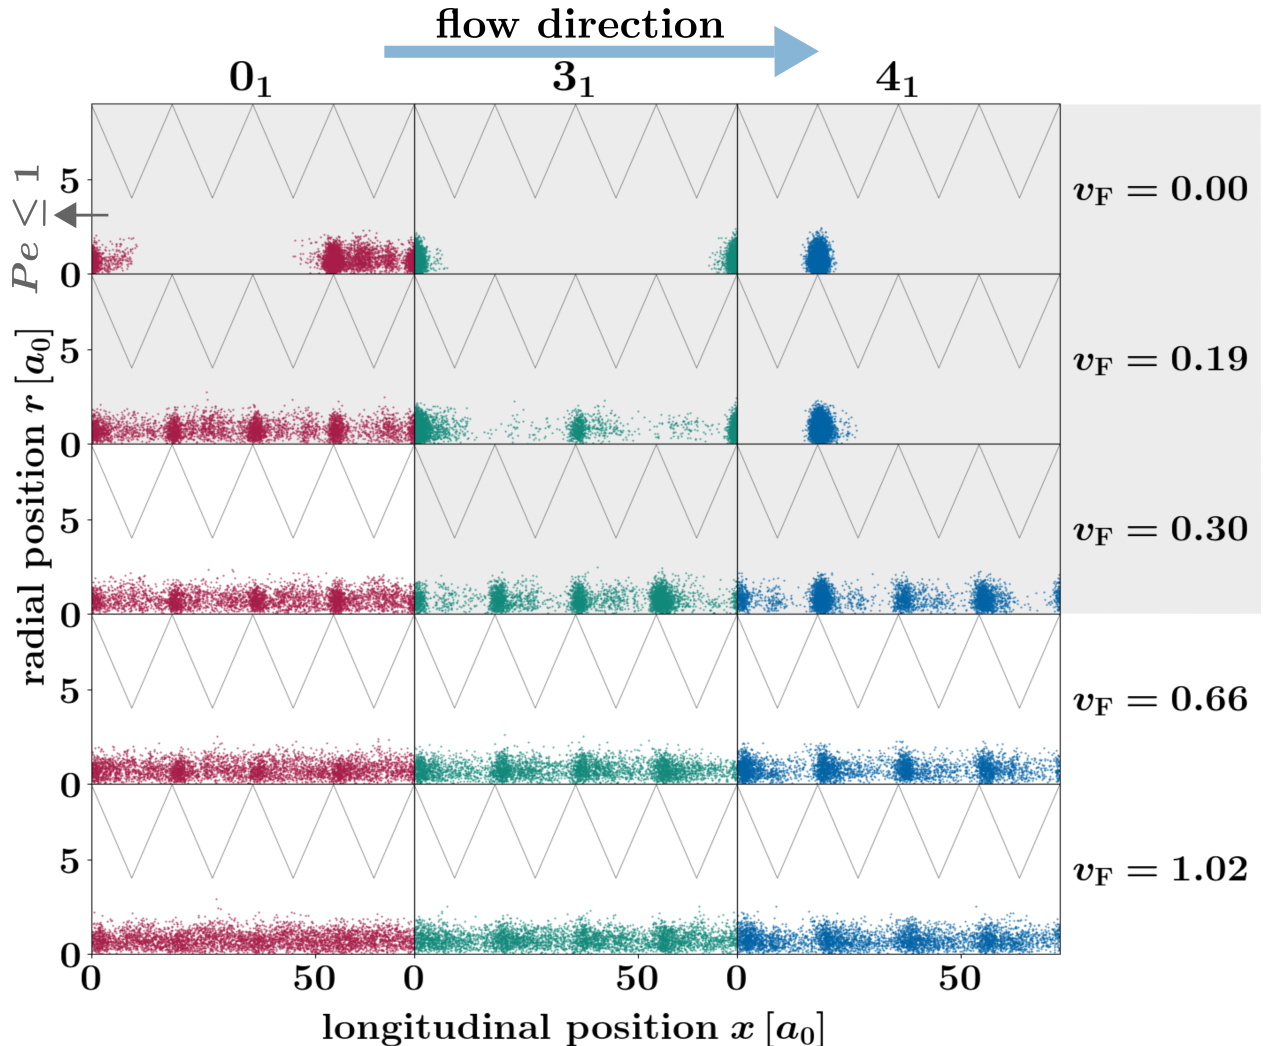 flow direction
0₁ 3₁ 4₁
Pe ≤ 1
5
0
v_F = 0.00
5
0
v_F = 0.19
radial position r [a₀]
5
0
v_F = 0.30
5
0
v_F = 0.66
5
0
v_F = 1.02
0 50 0 50 0 50
longitudinal position x [a₀]